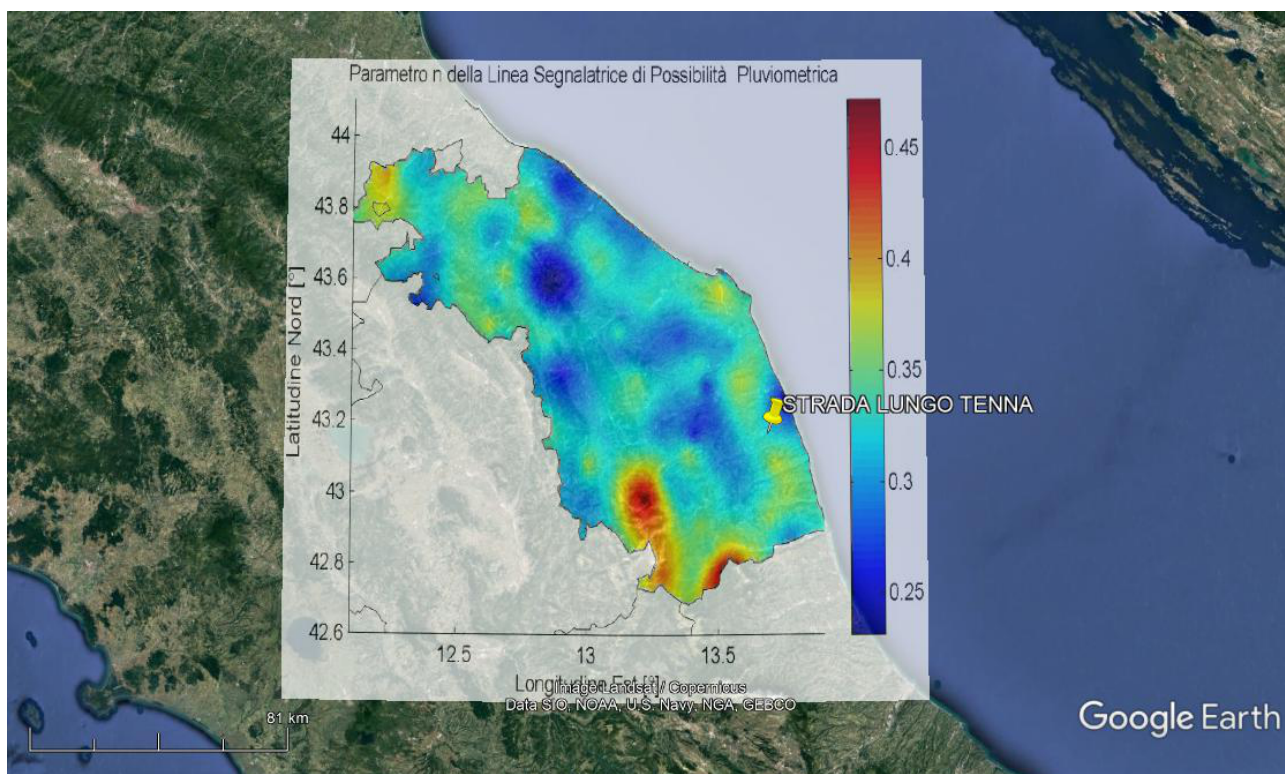 Parametro n della Linea Segnalatrice di Possibilità Pluviometrica
44
43.8
43.6
43.4
43.2
43
42.8
42.6
Latitudine Nord [°]
12.5
13
13.5
Longitudine Est [°]
0.45
0.4
0.35
0.3
0.25
STRADA LUNGO TENNA
Image Landsat / Copernicus
Data SIO, NOAA, U.S. Navy, NGA, GEBCO
81 km
Google Earth